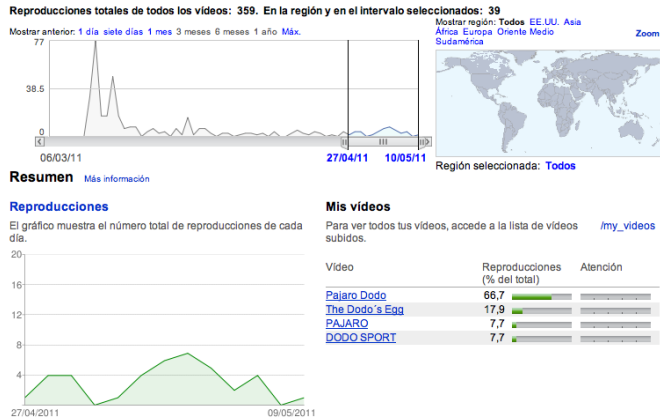 Reproducciones totales de todos los vídeos: 359. En la región y en el intervalo seleccionados: 39
Mostrar anterior: 1 día siete días 1 mes 3 meses 6 meses 1 año Máx.
77
38.5
0
06/03/11
27/04/11
10/05/11
Mostrar región: Todos EE.UU. Asia
África Europa Oriente Medio
Sudamérica
Zoom
Región seleccionada: Todos
Resumen Más información
Reproducciones
El gráfico muestra el número total de reproducciones de cada
día.
20
16
12
8
4
27/04/2011
09/05/2011
Mis vídeos
Para ver todos tus vídeos, accede a la lista de vídeos
subidos.
/my_videos
Vídeo Reproducciones Atención
(% del total)
Pajaro Dodo 66,7
The Dodo´s Egg 17,9
PAJARO 7,7
DODO SPORT 7,7